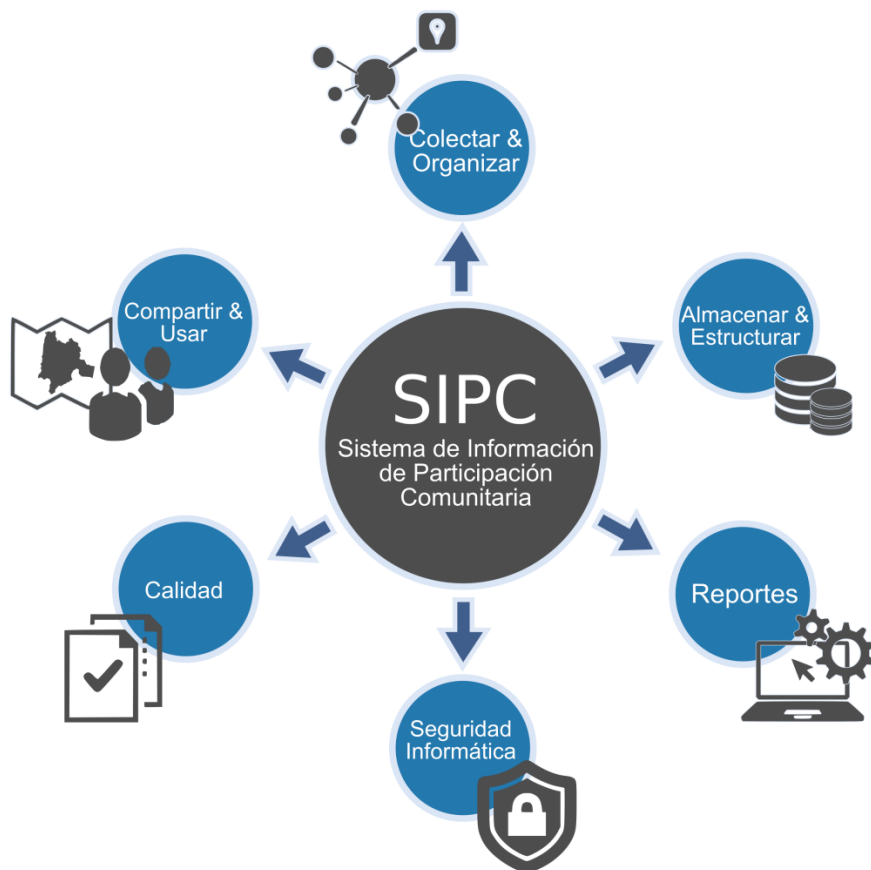 Colectar &
Organizar
Compartir &
Usar
Almacenar &
Estructurar
SIPC
Sistema de Información
de Participación
Comunitaria
Calidad
Reportes
Seguridad
Informática